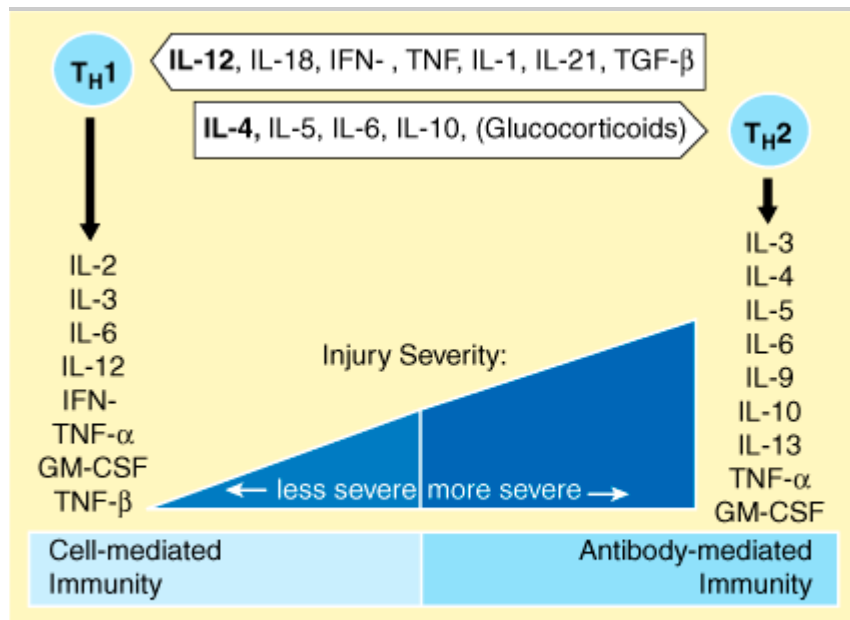 T_H1
IL-12, IL-18, IFN- , TNF, IL-1, IL-21, TGF-β
IL-4, IL-5, IL-6, IL-10, (Glucocorticoids)
T_H2
IL-2
IL-3
IL-6
IL-12
IFN-
TNF-α
GM-CSF
TNF-β
Injury Severity:
← less severe
more severe →
IL-3
IL-4
IL-5
IL-6
IL-9
IL-10
IL-13
TNF-α
GM-CSF
Cell-mediated
Immunity
Antibody-mediated
Immunity